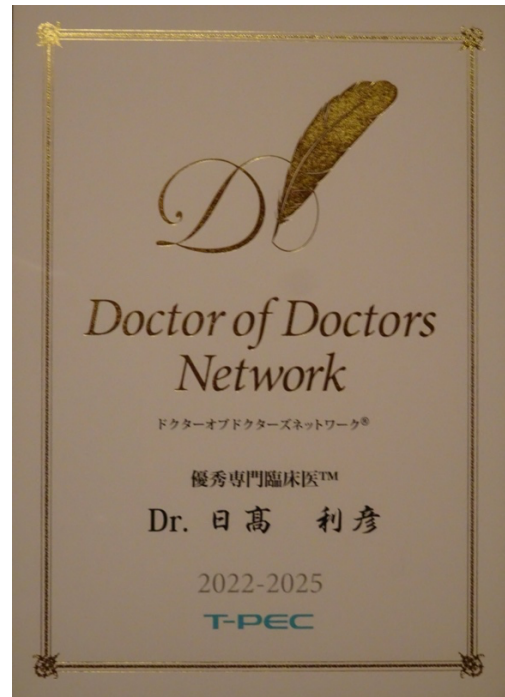 Doctor of Doctors
Network
ドクターオブドクターズネットワーク®
優秀専門臨床医™
Dr. 日髙 利彦
2022-2025
T-PEC